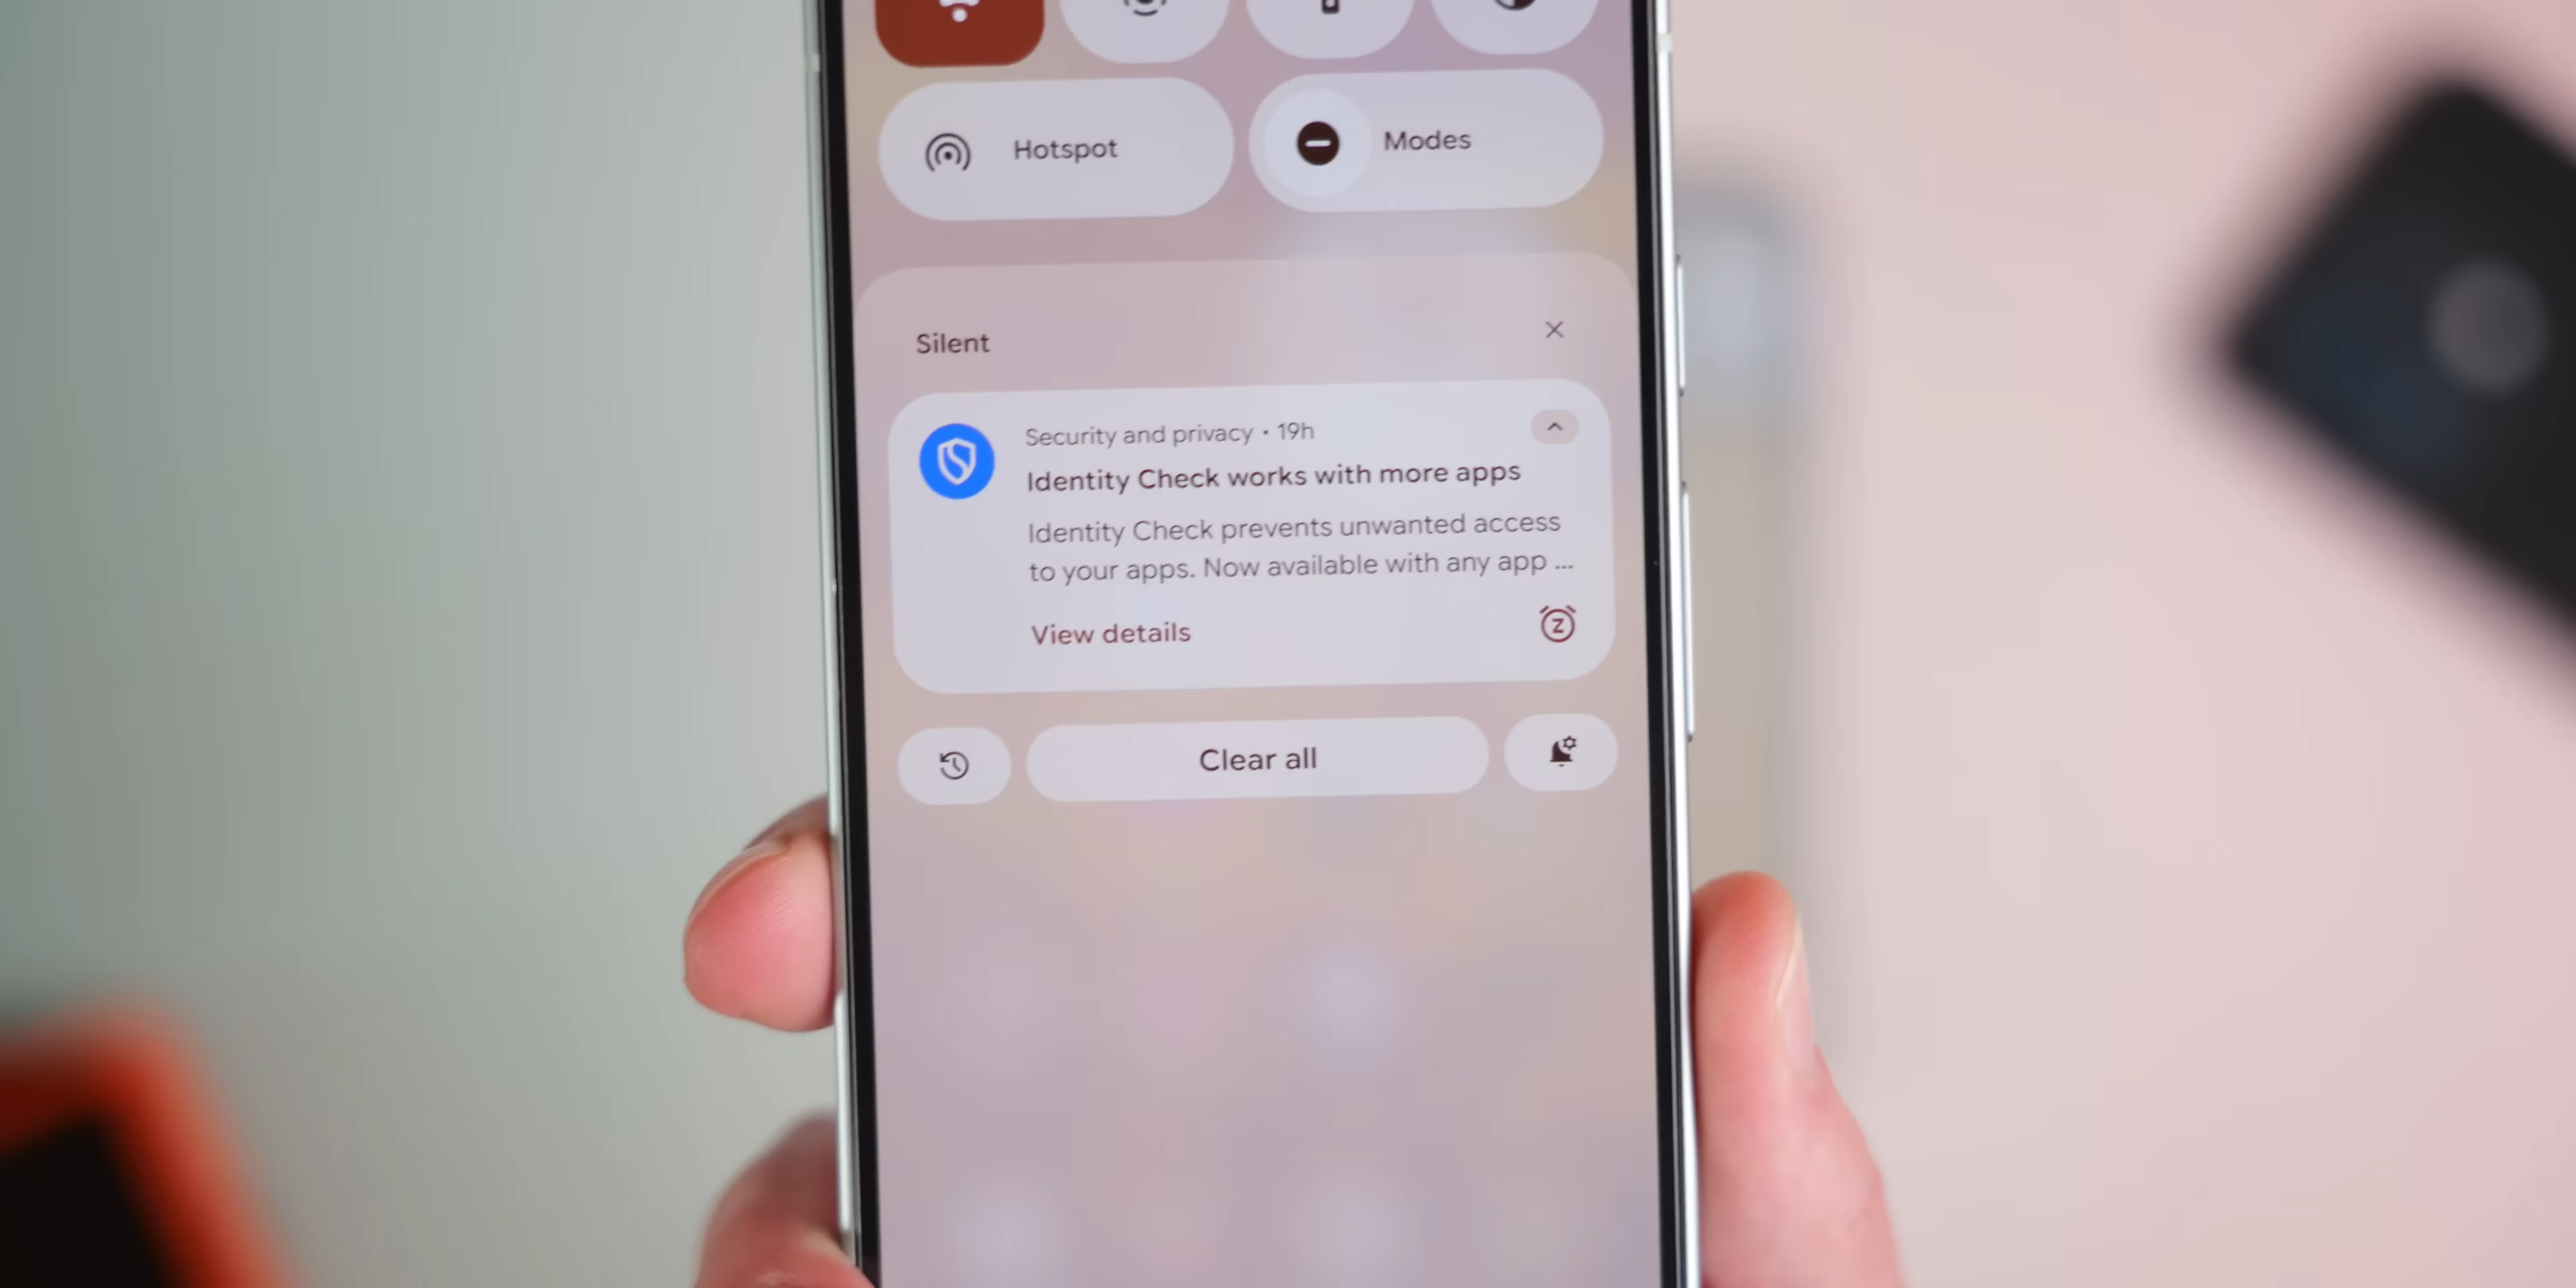 Hotspot
Modes
Silent
Security and privacy • 19h
Identity Check works with more apps
Identity Check prevents unwanted access
to your apps. Now available with any app ...
View details
Clear all